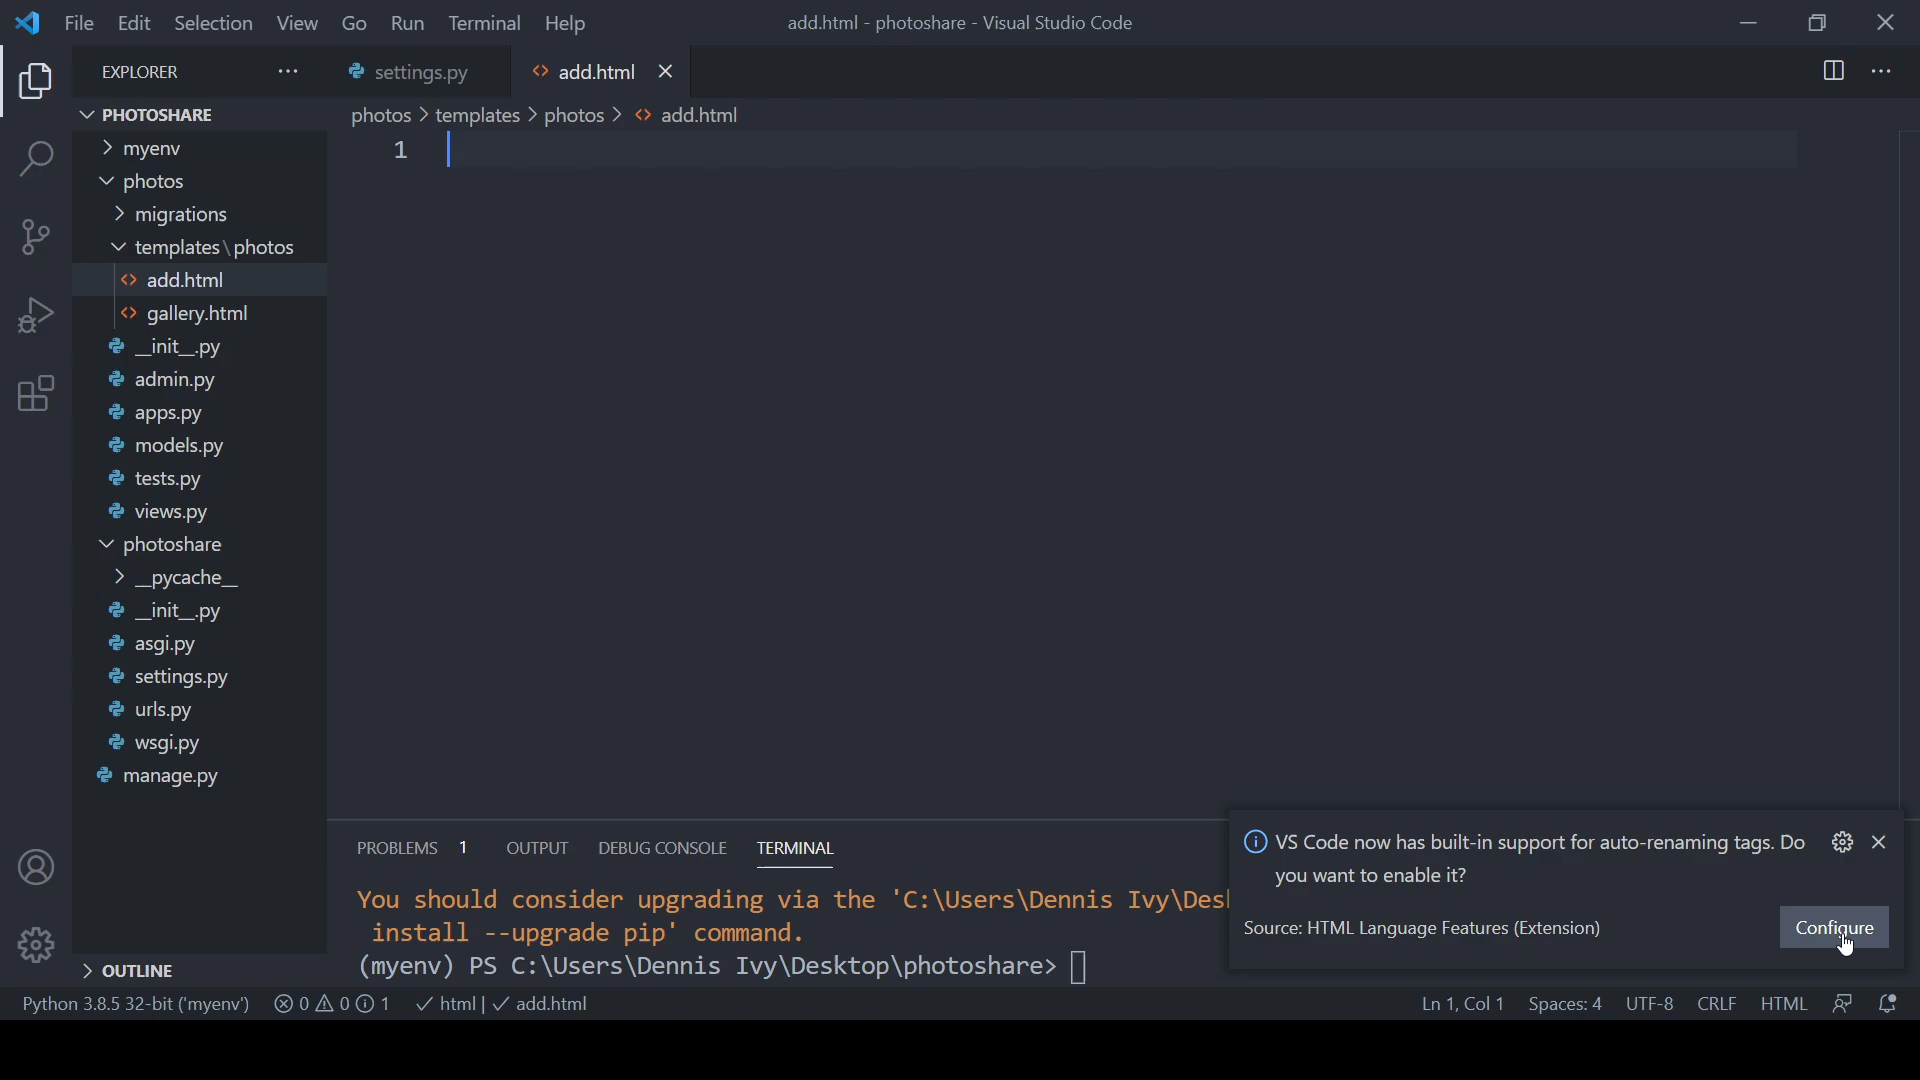 File Edit Selection View Go Run Terminal Help
add.html - photoshare - Visual Studio Code
EXPLORER
settings.py
add.html
PHOTOSHARE
photos > templates > photos > add.html
1
myenv
photos
migrations
templates\photos
add.html
gallery.html
__init__.py
admin.py
apps.py
models.py
tests.py
views.py
photoshare
__pycache__
__init__.py
asgi.py
settings.py
urls.py
wsgi.py
manage.py
OUTLINE
PROBLEMS 1 OUTPUT DEBUG CONSOLE TERMINAL
You should consider upgrading via the 'C:\Users\Dennis Ivy\Des
install --upgrade pip' command.
(myenv) PS C:\Users\Dennis Ivy\Desktop\photoshare>
VS Code now has built-in support for auto-renaming tags. Do
you want to enable it?
Source: HTML Language Features (Extension)
Configure
Python 3.8.5 32-bit ('myenv') 0 0 1 html | add.html
Ln 1, Col 1 Spaces: 4 UTF-8 CRLF HTML